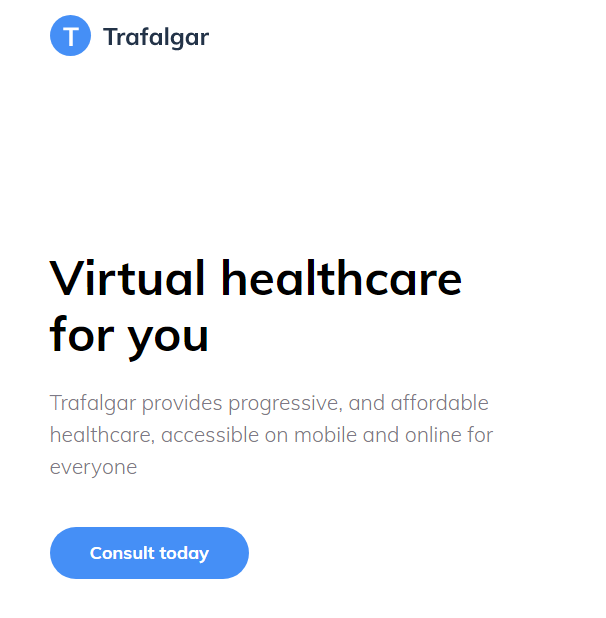 T Trafalgar
Virtual healthcare
for you
Trafalgar provides progressive, and affordable
healthcare, accessible on mobile and online for
everyone
Consult today